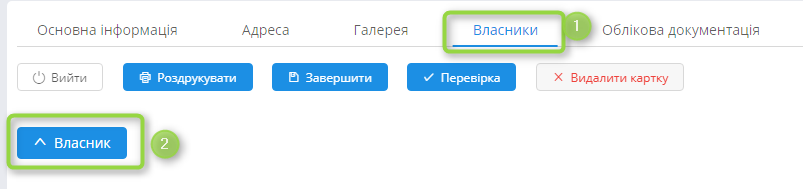 Основна інформація Адреса Галерея Власники 1 Облікова документація
Вийти Роздрукувати Завершити Перевірка Видалити картку
Власник 2